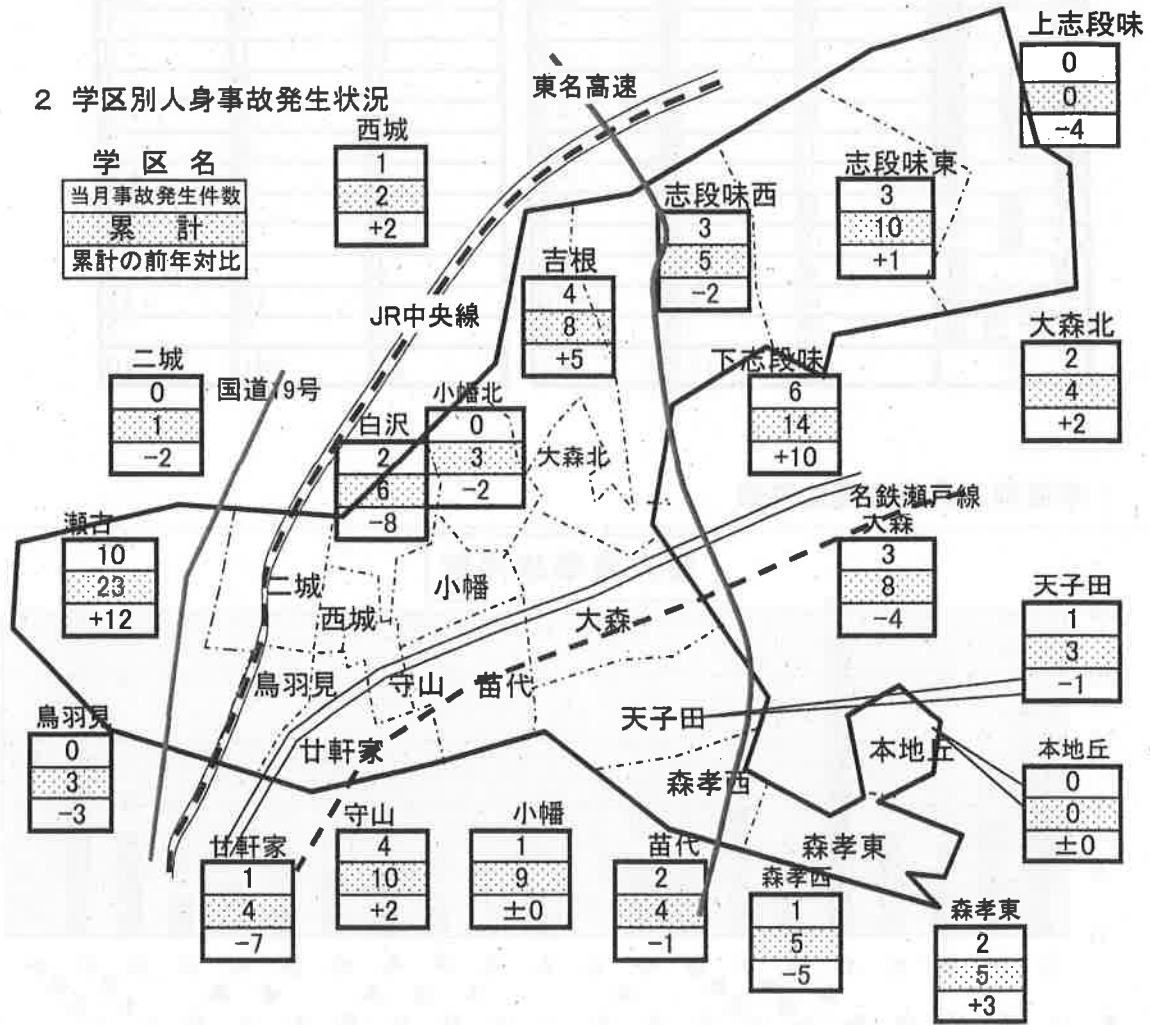 2 学区別人身事故発生状況
学区名
当月事故発生件数
累計
累計の前年対比
上志段味
0
0
-4
東名高速
西城
1
2
+2
志段味東
3
10
+1
志段味西
3
5
-2
吉根
4
8
+5
JR中央線
大森北
2
4
+2
二城
0
1
-2
国道19号
下志段味
6
14
+10
小幡北
0
3
-2
白沢
2
6
-8
大森北
名鉄瀬戸線
瀬古
10
23
+12
大森
3
8
-4
二城
小幡
西城
大森
天子田
1
3
-1
鳥羽見
守山
苗代
天子田
鳥羽見
0
3
-3
廿軒家
本地丘
本地丘
0
0
±0
森孝西
森孝東
廿軒家
1
4
-7
守山
4
10
+2
小幡
1
9
±0
苗代
2
4
-1
森孝西
1
5
-5
森孝東
2
5
+3